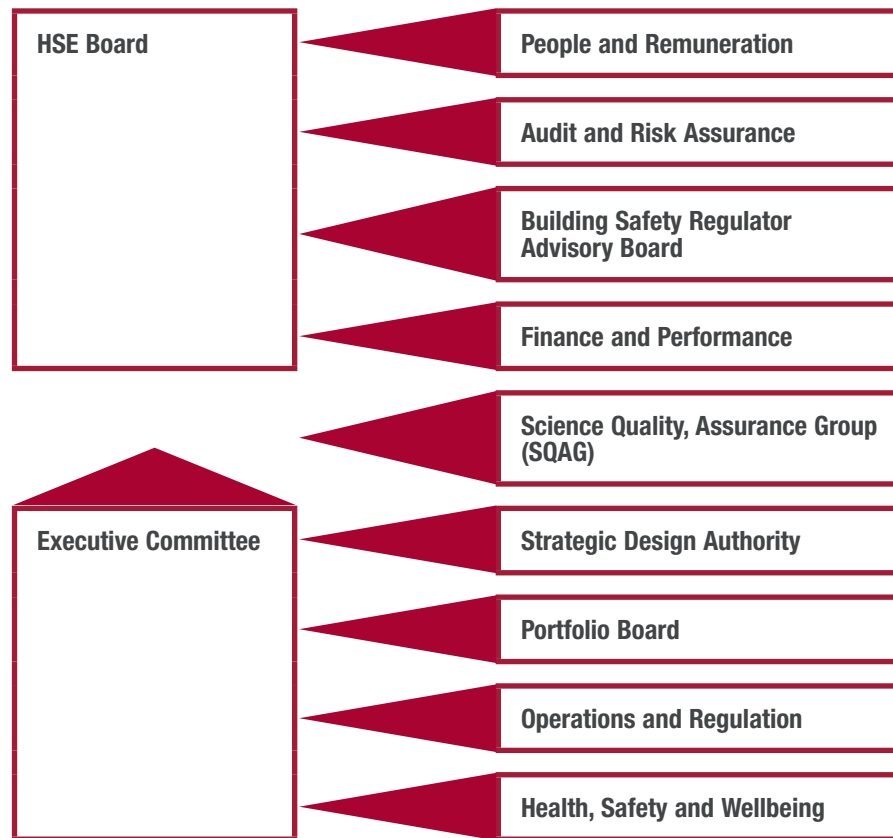 HSE Board
People and Remuneration
Audit and Risk Assurance
Building Safety Regulator
Advisory Board
Finance and Performance
Science Quality, Assurance Group
(SQAG)
Executive Committee
Strategic Design Authority
Portfolio Board
Operations and Regulation
Health, Safety and Wellbeing